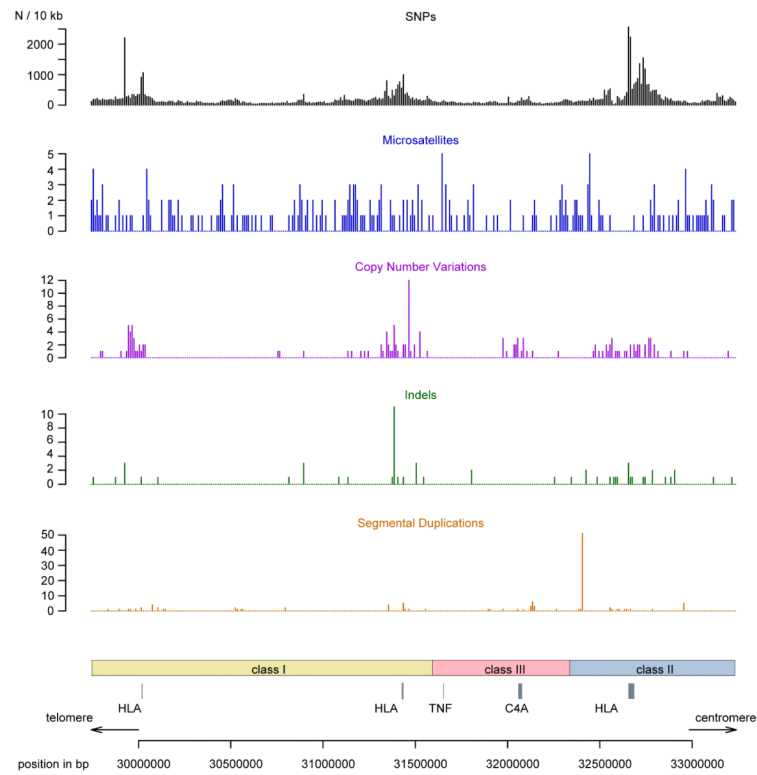 N / 10 kb
SNPs
2000
1000
0
Microsatellites
5
4
3
2
1
0
Copy Number Variations
12
10
8
6
4
2
0
Indels
10
8
6
4
2
0
Segmental Duplications
50
40
30
20
10
0
class I class III class II
HLA HLA TNF C4A HLA
telomere centromere
position in bp 30000000 30500000 31000000 31500000 32000000 32500000 33000000